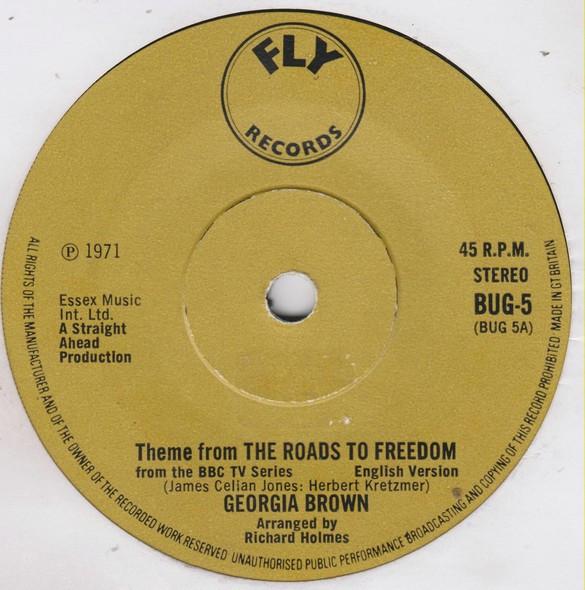 FLY
RECORDS
℗ 1971
45 R.P.M.
STEREO
BUG-5
(BUG 5A)
Essex Music
Int. Ltd.
A Straight
Ahead
Production
Theme from THE ROADS TO FREEDOM
from the BBC TV Series English Version
(James Celian Jones: Herbert Kretzmer)
GEORGIA BROWN
Arranged by
Richard Holmes
ALL RIGHTS OF THE MANUFACTURER AND OF THE OWNER OF THE RECORDED WORK RESERVED UNAUTHORISED PUBLIC PERFORMANCE BROADCASTING AND COPYING OF THIS RECORD PROHIBITED MADE IN GT BRITAIN